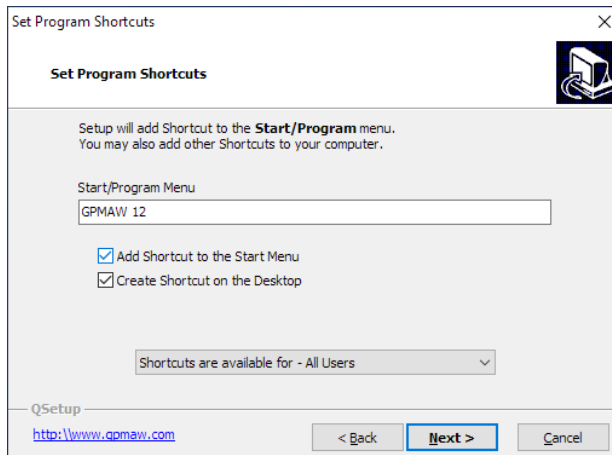 Set Program Shortcuts
Set Program Shortcuts
Setup will add Shortcut to the Start/Program menu.
You may also add other Shortcuts to your computer.
Start/Program Menu
GPMAW 12
Add Shortcut to the Start Menu
Create Shortcut on the Desktop
Shortcuts are available for - All Users
QSetup
http:\\www.gpmaw.com
< Back
Next >
Cancel